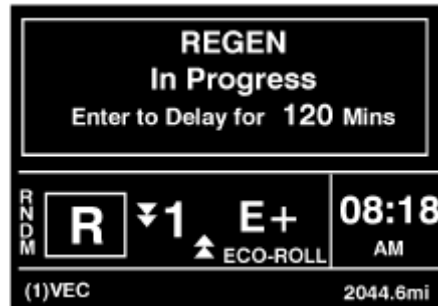 REGEN
In Progress
Enter to Delay for 120 Mins
RNDM
R 1 E+ 08:18
ECO-ROLL AM
(1)VEC 2044.6mi